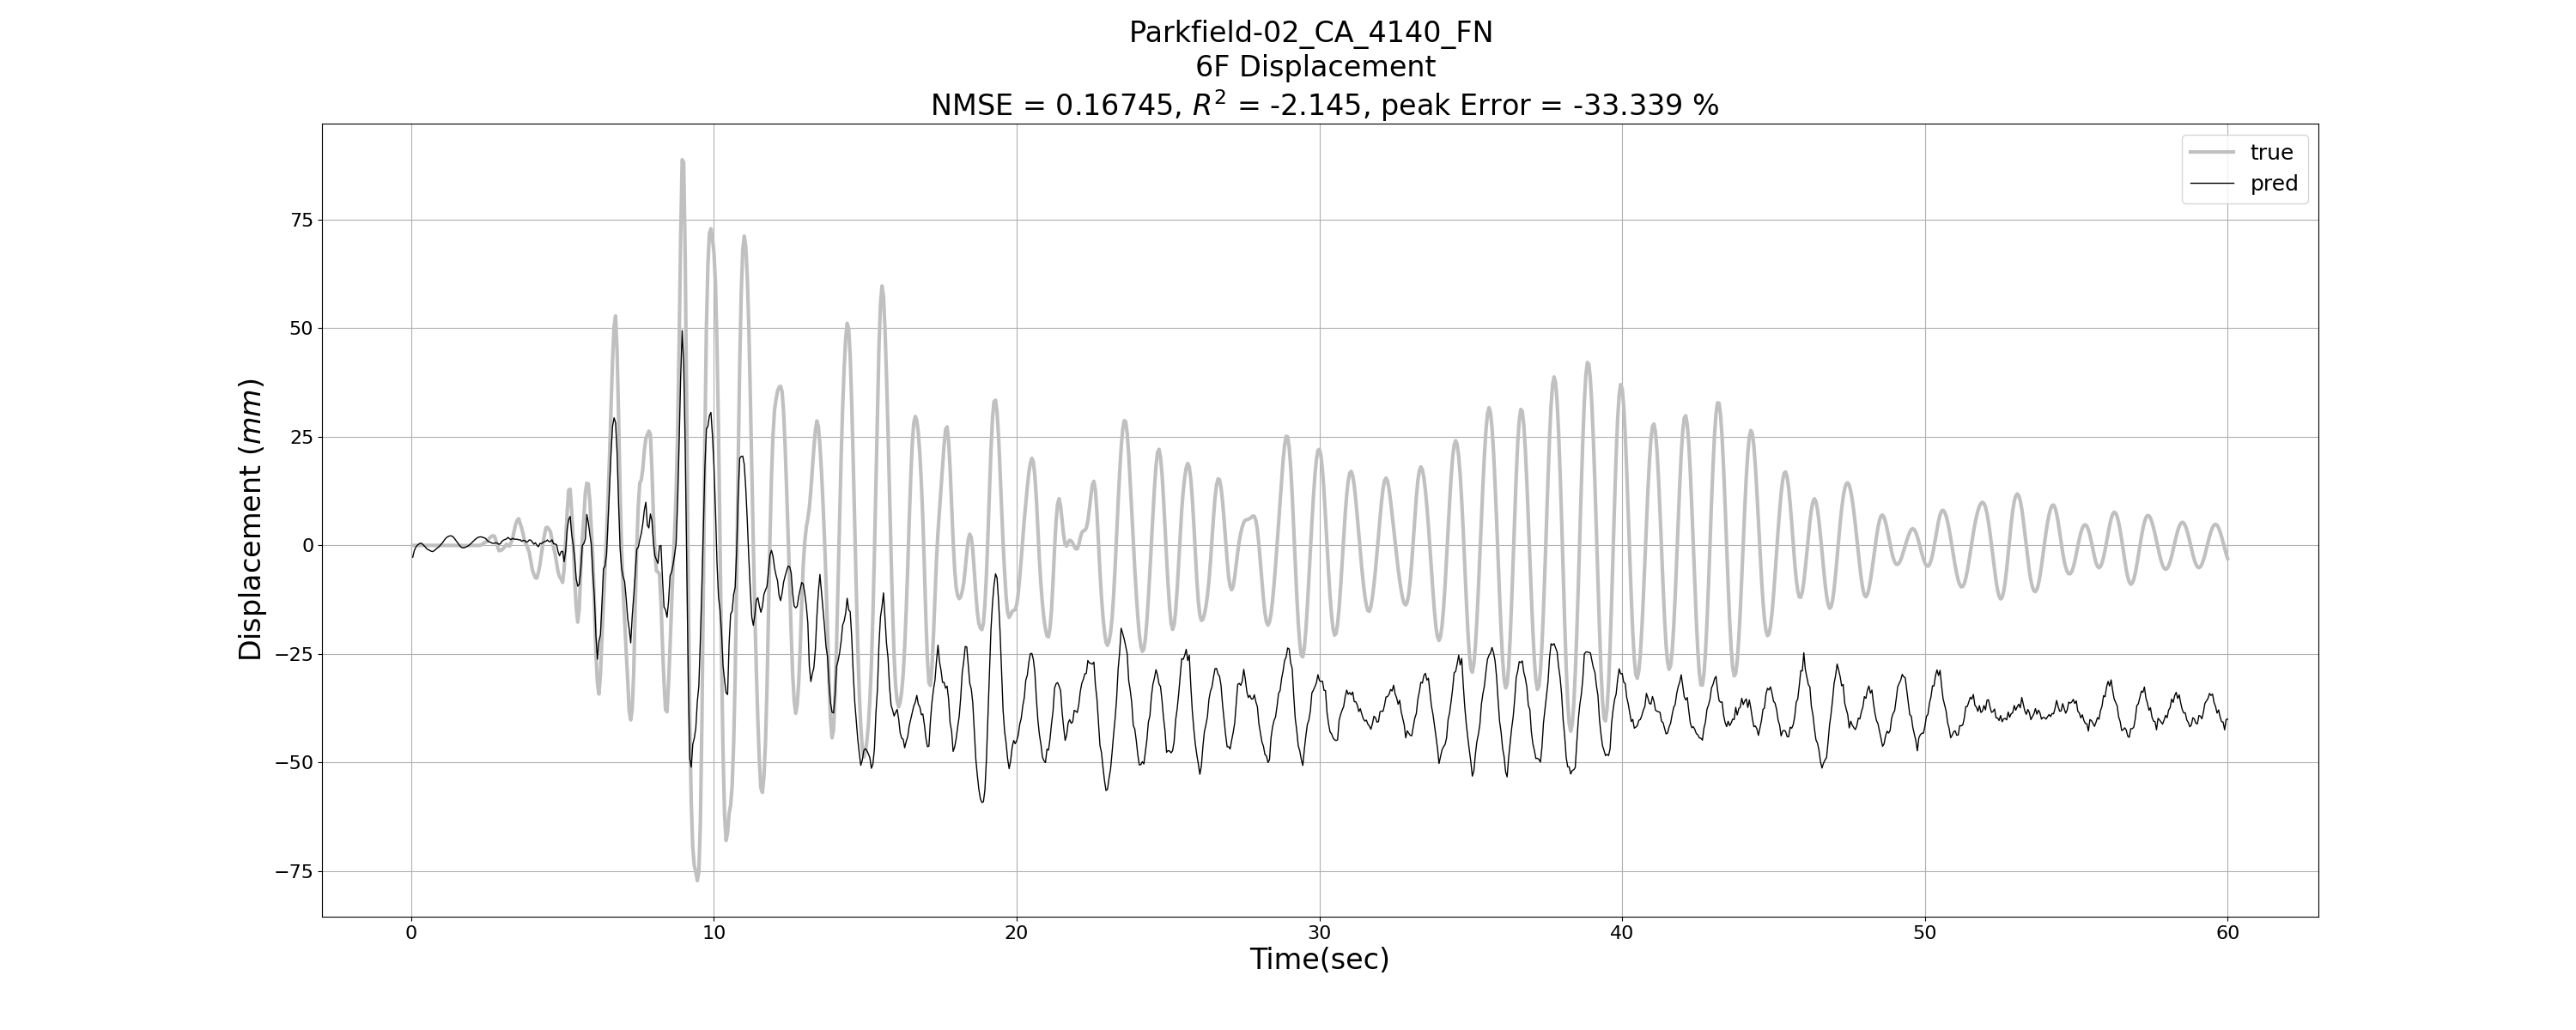 Parkfield-02_CA_4140_FN
6F Displacement
NMSE = 0.16745, R² = -2.145, peak Error = -33.339 %
true
pred
75
50
25
0
−25
−50
−75
Displacement (mm)
0 10 20 30 40 50 60
Time(sec)